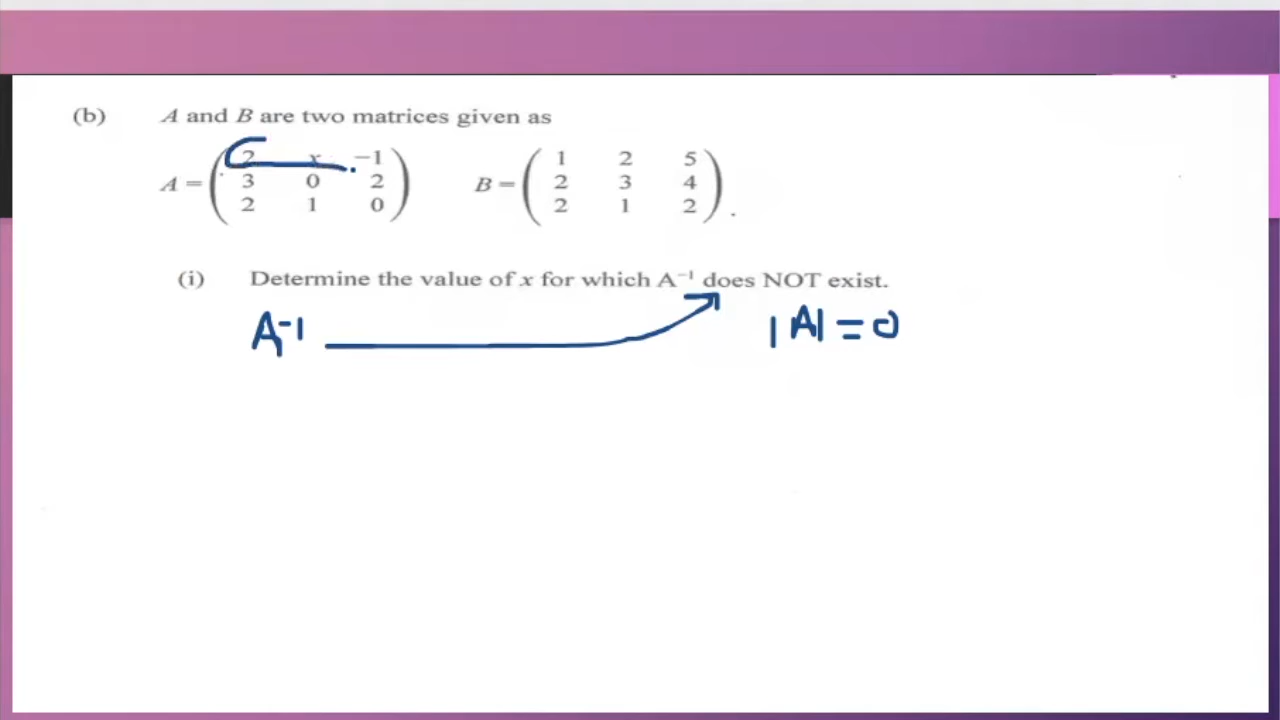 (b) A and B are two matrices given as
A = ( 2 x −1
3 0 2
2 1 0 )
B = ( 1 2 5
2 3 4
2 1 2 ) .
(i) Determine the value of x for which A⁻¹ does NOT exist.
A⁻¹ |A| = 0